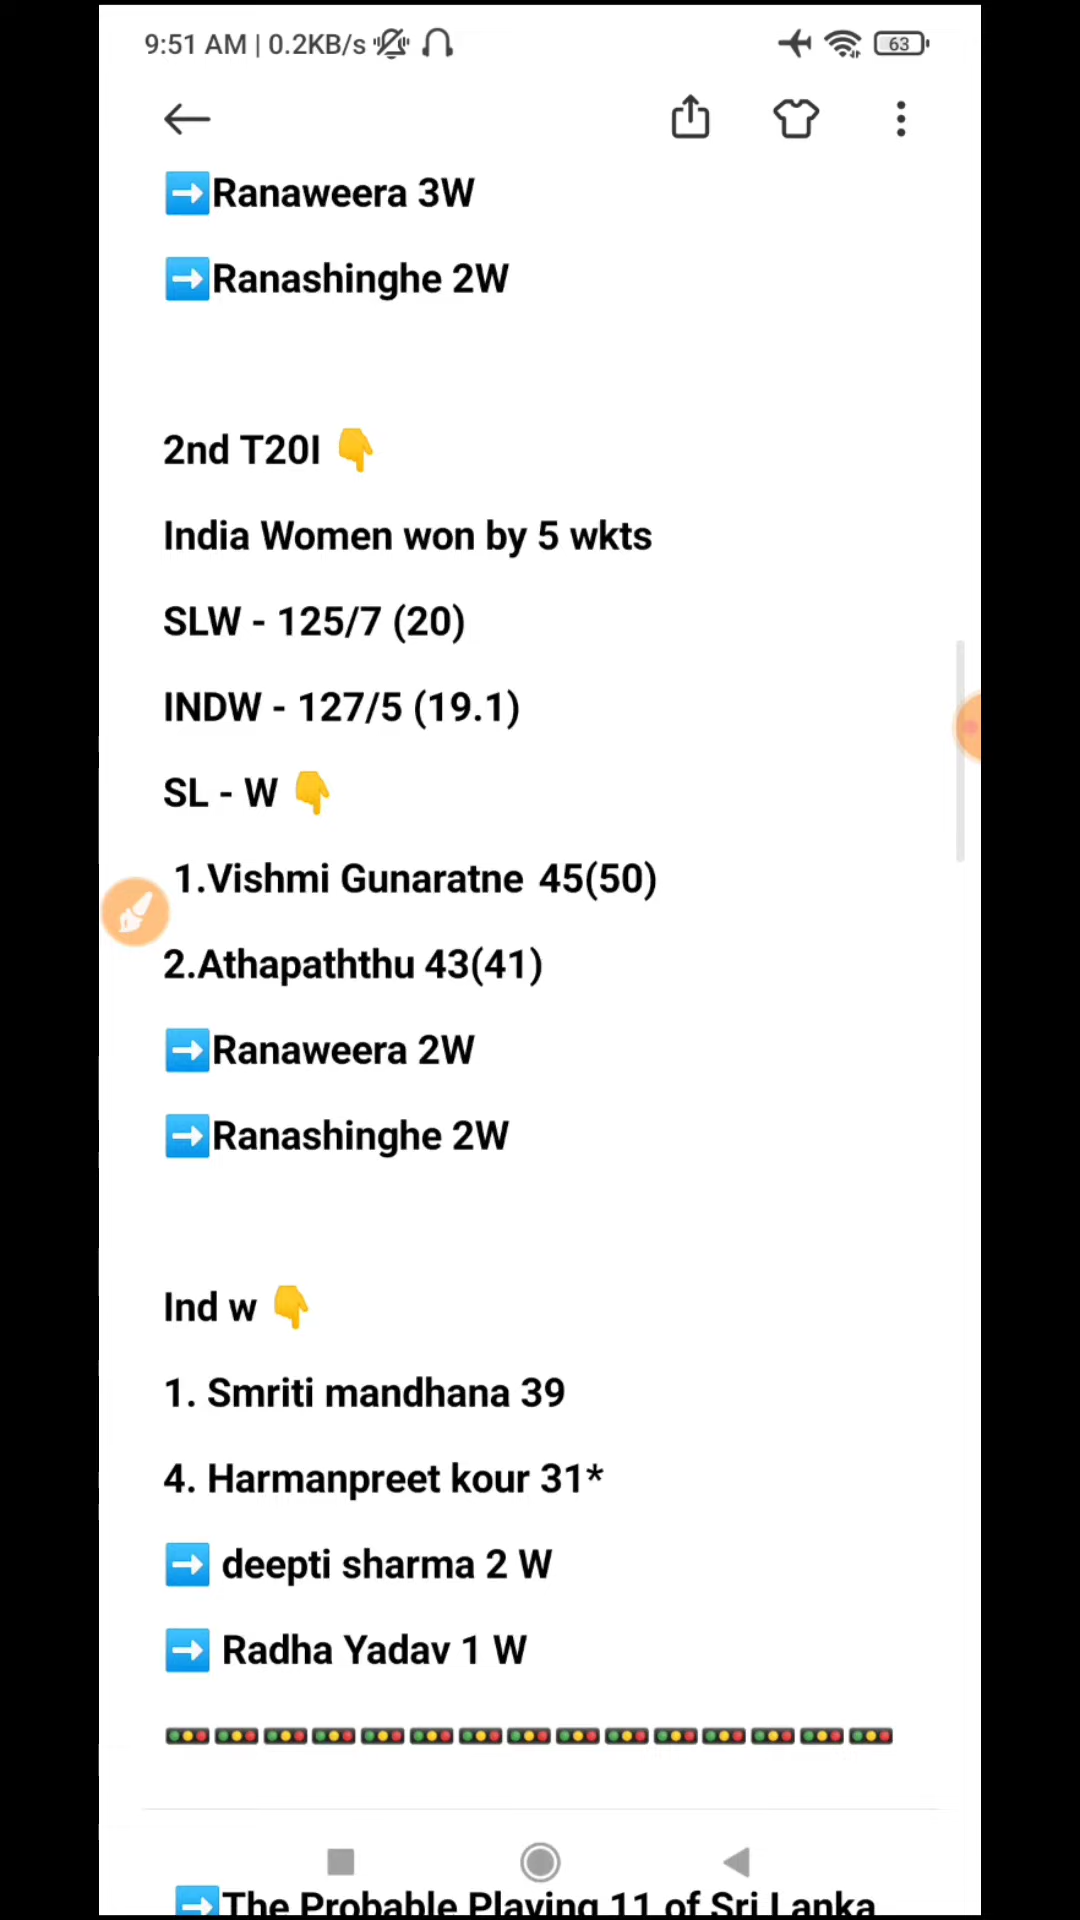 9:51 AM | 0.2KB/s
63
➡️Ranaweera 3W
➡️Ranashinghe 2W
2nd T20I 👇
India Women won by 5 wkts
SLW - 125/7 (20)
INDW - 127/5 (19.1)
SL - W 👇
1.Vishmi Gunaratne 45(50)
2.Athapaththu 43(41)
➡️Ranaweera 2W
➡️Ranashinghe 2W
Ind w 👇
1. Smriti mandhana 39
4. Harmanpreet kour 31*
➡️ deepti sharma 2 W
➡️ Radha Yadav 1 W
🚥🚥🚥🚥🚥🚥🚥🚥🚥🚥🚥🚥🚥🚥🚥
➡️The Probable Playing 11 of Sri Lanka